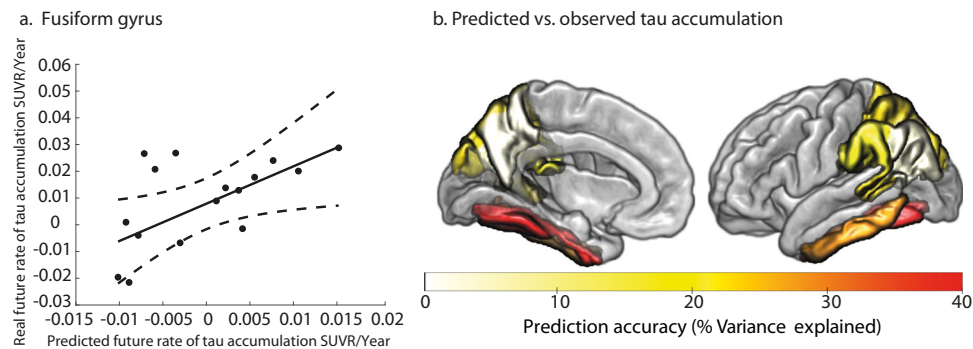 a. Fusiform gyrus
Real future rate of tau accumulation SUVR/Year
0.06
0.05
0.04
0.03
0.02
0.01
0
-0.01
-0.02
-0.03
-0.015 -0.01 -0.005 0 0.005 0.01 0.015 0.02
Predicted future rate of tau accumulation SUVR/Year
b. Predicted vs. observed tau accumulation
0 10 20 30 40
Prediction accuracy (% Variance explained)